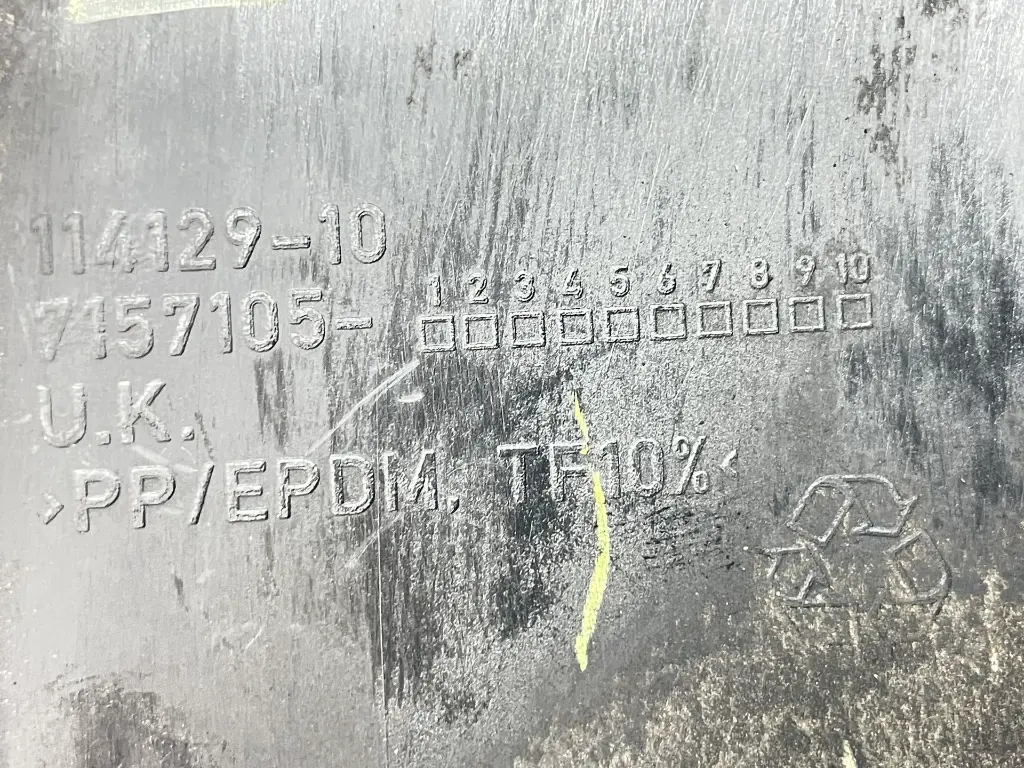 114129-10
1 2 3 4 5 6 7 8 9 10
7157105-
U.K.
>PP/EPDM, TF10%<